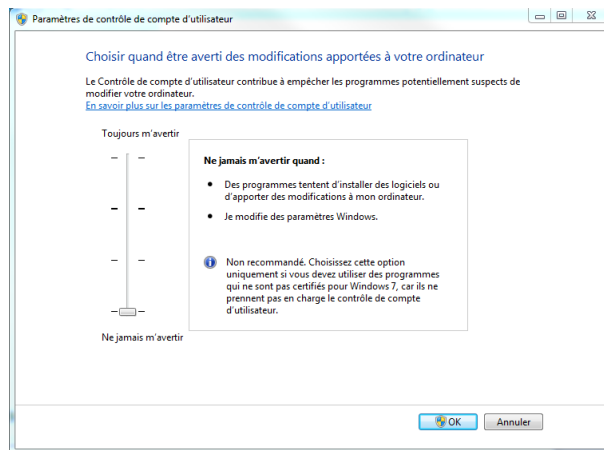 Paramètres de contrôle de compte d'utilisateur
Choisir quand être averti des modifications apportées à votre ordinateur
Le Contrôle de compte d'utilisateur contribue à empêcher les programmes potentiellement suspects de
modifier votre ordinateur.
En savoir plus sur les paramètres de contrôle de compte d'utilisateur
Toujours m'avertir
Ne jamais m'avertir quand :
• Des programmes tentent d'installer des logiciels ou
d'apporter des modifications à mon ordinateur.
• Je modifie des paramètres Windows.
Non recommandé. Choisissez cette option
uniquement si vous devez utiliser des programmes
qui ne sont pas certifiés pour Windows 7, car ils ne
prennent pas en charge le contrôle de compte
d'utilisateur.
Ne jamais m'avertir
OK
Annuler